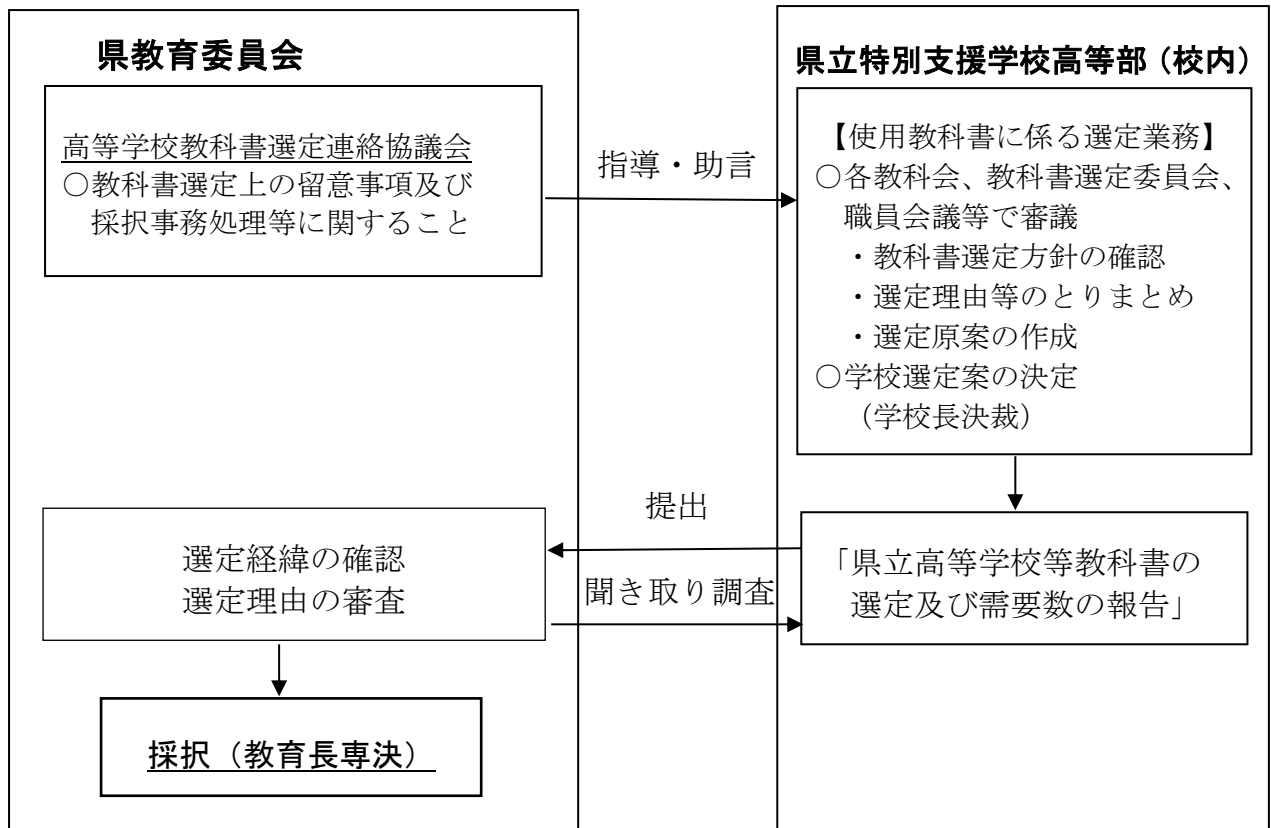 県教育委員会
高等学校教科書選定連絡協議会
○教科書選定上の留意事項及び
採択事務処理等に関すること
指導・助言
県立特別支援学校高等部(校内)
【使用教科書に係る選定業務】
○各教科会、教科書選定委員会、
職員会議等で審議
・教科書選定方針の確認
・選定理由等のとりまとめ
・選定原案の作成
○学校選定案の決定
(学校長決裁)
提出
選定経緯の確認
選定理由の審査
聞き取り調査
「県立高等学校等教科書の
選定及び需要数の報告」
採択(教育長専決)